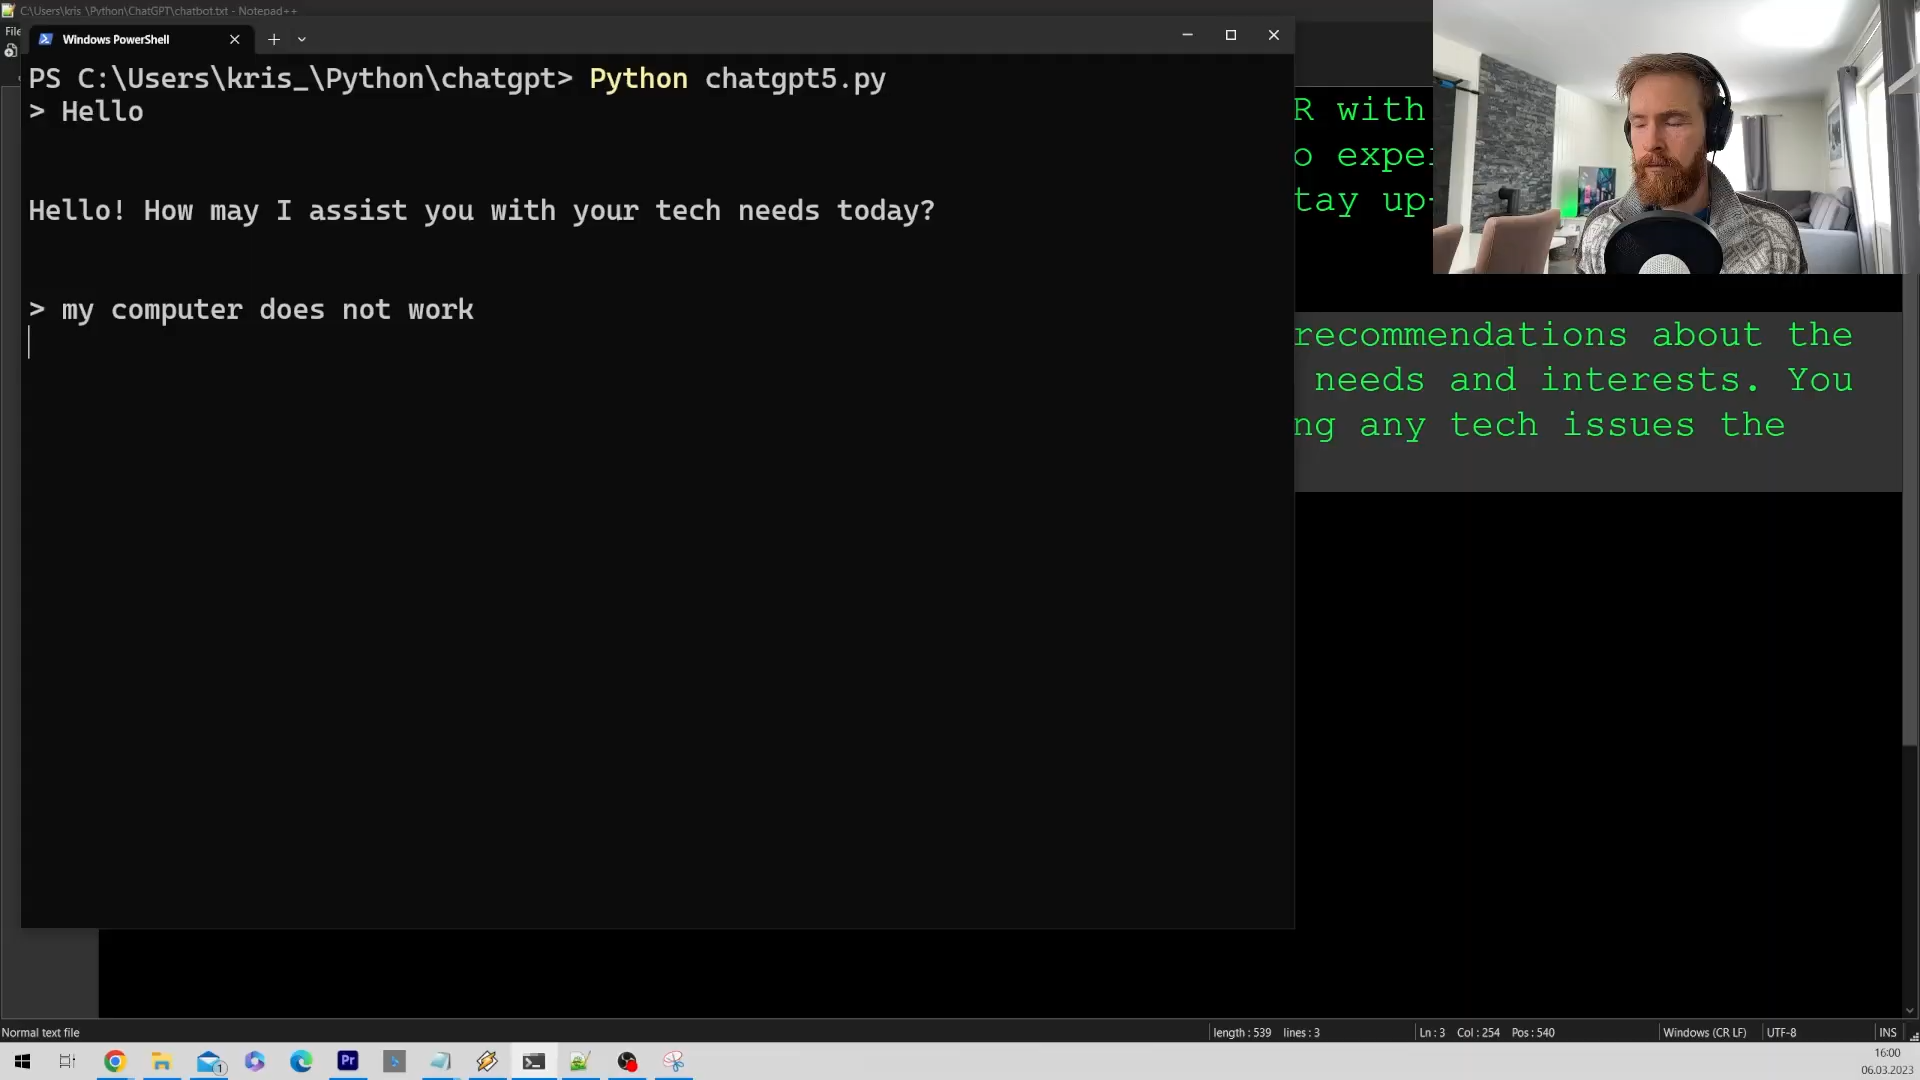 C:\Users\kris_\Python\ChatGPT\chatbot.txt - Notepad++
File
Windows PowerShell
PS C:\Users\kris_\Python\chatgpt> Python chatgpt5.py
> Hello
Hello! How may I assist you with your tech needs today?
> my computer does not work
R with
o expe
tay up
recommendations about the
needs and interests. You
ng any tech issues the
Normal text file
length : 539 lines : 3
Ln : 3 Col : 254 Pos : 540
Windows (CR LF)
UTF-8
INS
1
Pr
16:00
06.03.2023